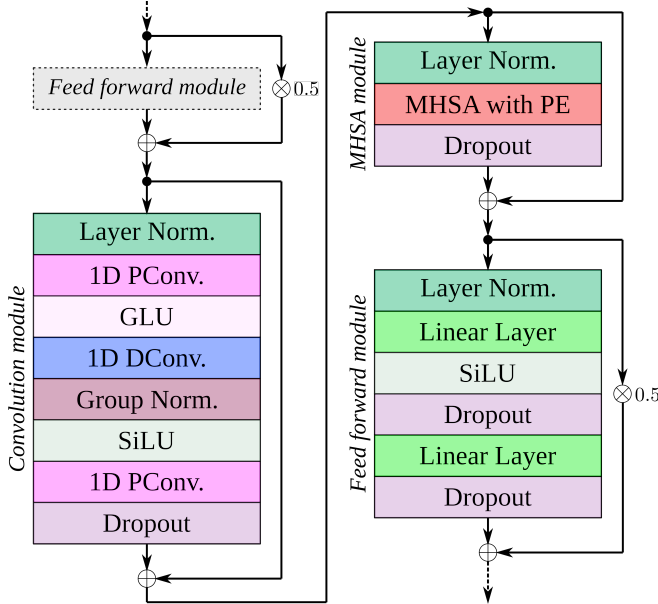 Feed forward module
0.5
Convolution module
Layer Norm.
1D PConv.
GLU
1D DConv.
Group Norm.
SiLU
1D PConv.
Dropout
MHSA module
Layer Norm.
MHSA with PE
Dropout
Feed forward module
Layer Norm.
Linear Layer
SiLU
Dropout
Linear Layer
Dropout
0.5